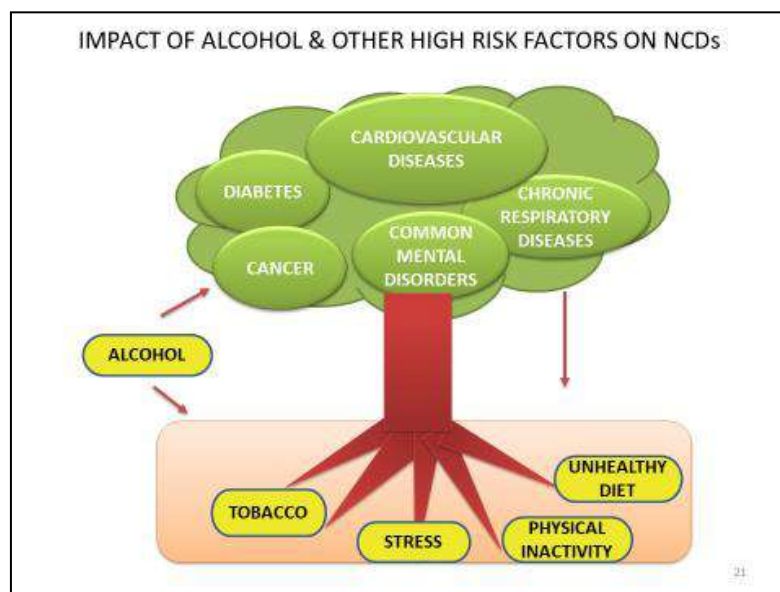 IMPACT OF ALCOHOL & OTHER HIGH RISK FACTORS ON NCDs
CARDIOVASCULAR
DISEASES
DIABETES
CHRONIC
RESPIRATORY
DISEASES
COMMON
MENTAL
DISORDERS
CANCER
ALCOHOL
UNHEALTHY
DIET
TOBACCO
STRESS
PHYSICAL
INACTIVITY
21